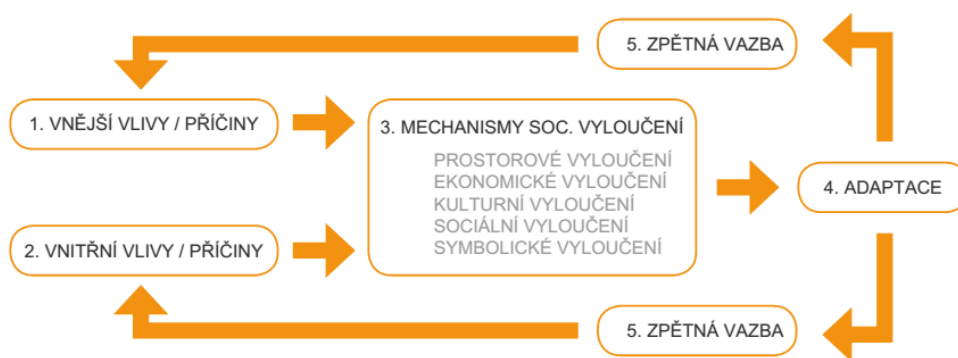 5. ZPĚTNÁ VAZBA
1. VNĚJŠÍ VLIVY / PŘÍČINY
3. MECHANISMY SOC. VYLOUČENÍ
PROSTOROVÉ VYLOUČENÍ
EKONOMICKÉ VYLOUČENÍ
KULTURNÍ VYLOUČENÍ
SOCIÁLNÍ VYLOUČENÍ
SYMBOLICKÉ VYLOUČENÍ
4. ADAPTACE
2. VNITŘNÍ VLIVY / PŘÍČINY
5. ZPĚTNÁ VAZBA